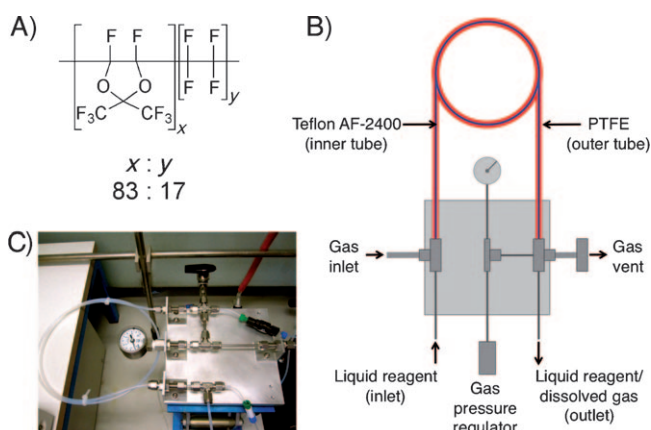 A)
F F
F F
O O
F₃C CF₃
F F
x
y
x : y
83 : 17
B)
Teflon AF-2400
(inner tube)
PTFE
(outer tube)
Gas
inlet
Gas
vent
Liquid reagent
(inlet)
Gas
pressure
regulator
Liquid reagent/
dissolved gas
(outlet)
C)